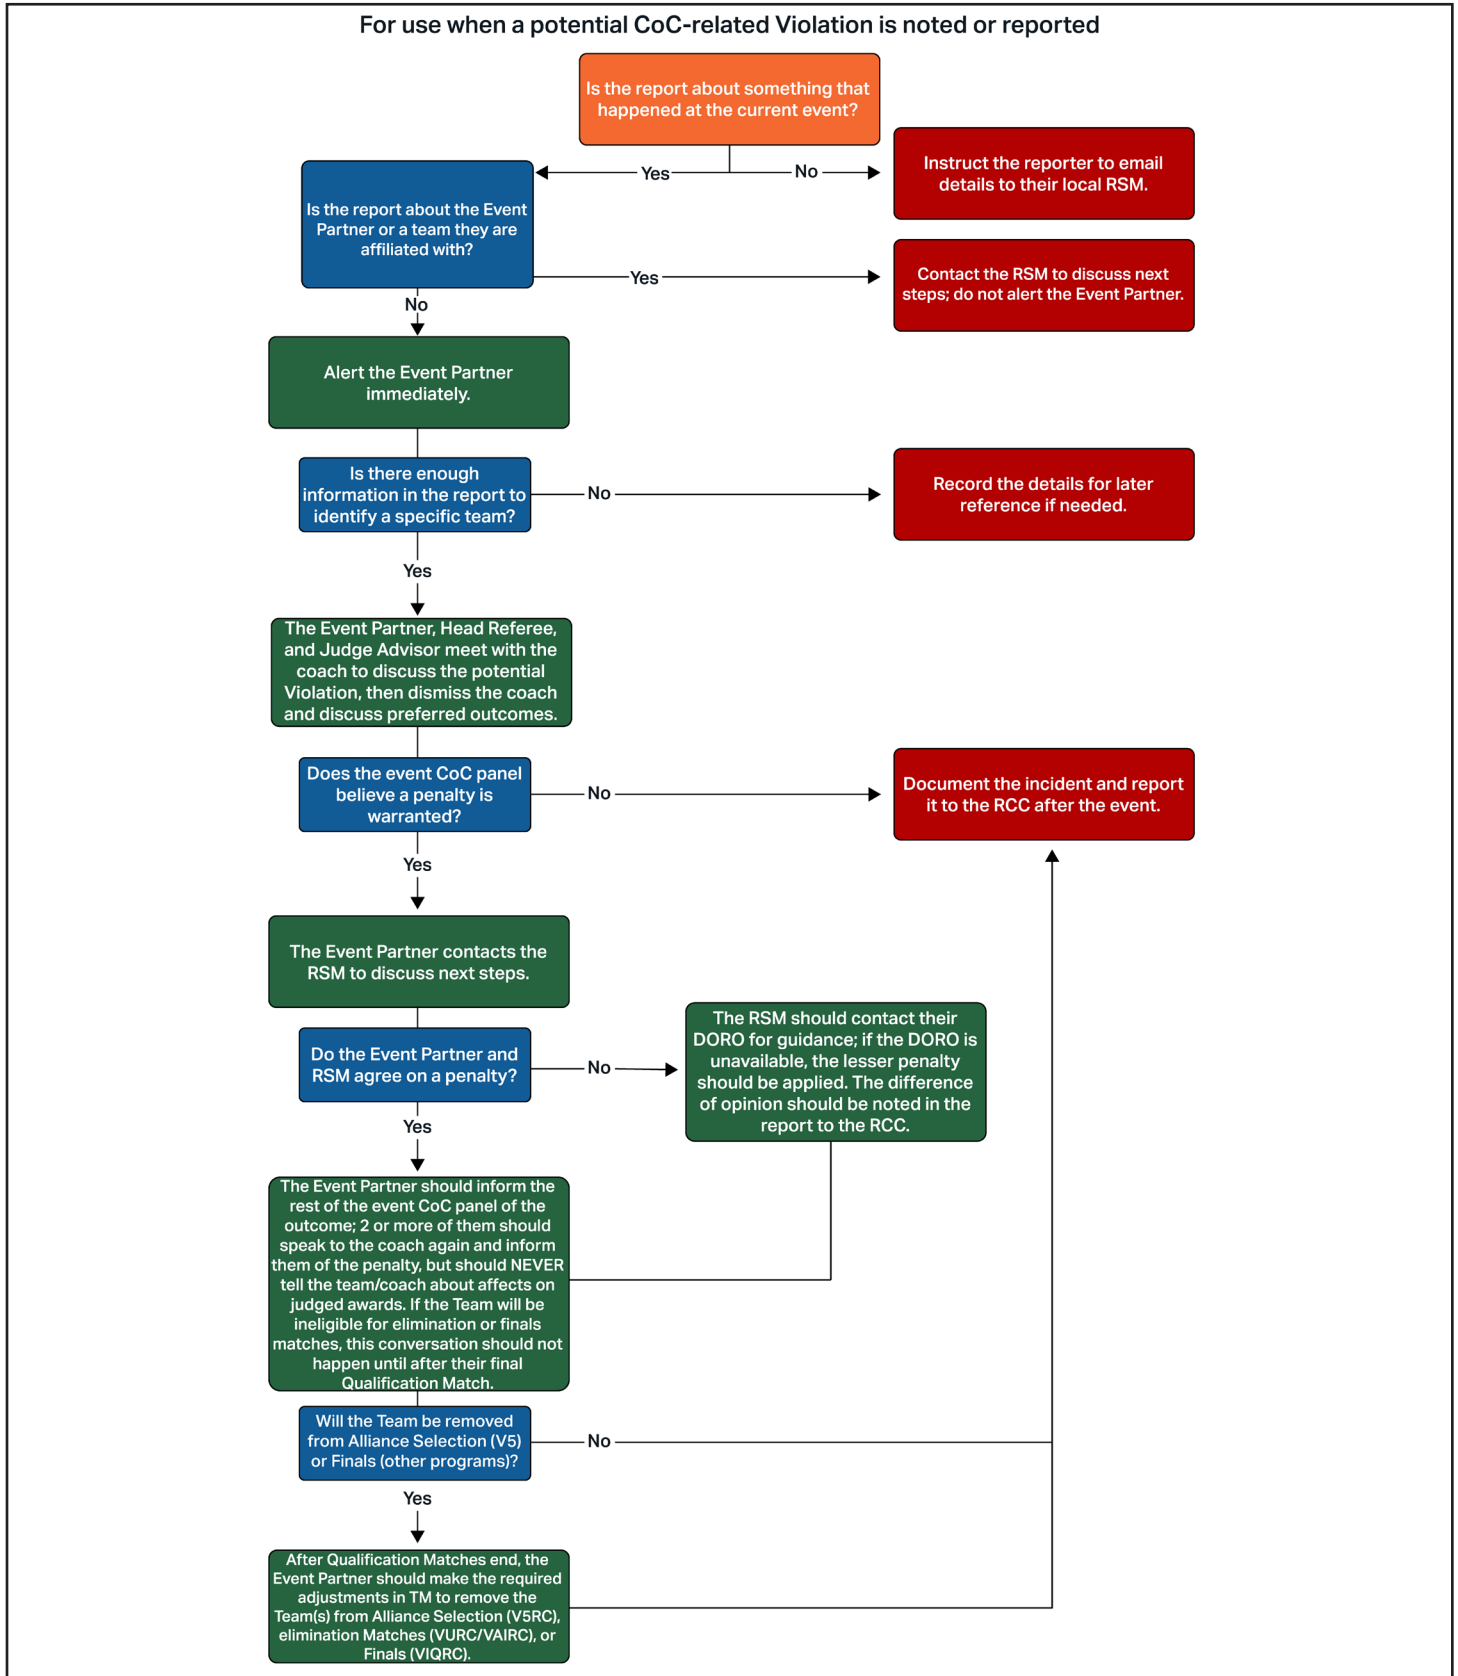 For use when a potential CoC-related Violation is noted or reported
Is the report about something that
happened at the current event?
Yes
No
Instruct the reporter to email
details to their local RSM.
Is the report about the Event
Partner or a team they are
affiliated with?
Yes
Contact the RSM to discuss next
steps; do not alert the Event Partner.
No
Alert the Event Partner
immediately.
Is there enough
information in the report to
identify a specific team?
No
Record the details for later
reference if needed.
Yes
The Event Partner, Head Referee,
and Judge Advisor meet with the
coach to discuss the potential
Violation, then dismiss the coach
and discuss preferred outcomes.
Does the event CoC panel
believe a penalty is
warranted?
No
Document the incident and report
it to the RCC after the event.
Yes
The Event Partner contacts the
RSM to discuss next steps.
Do the Event Partner and
RSM agree on a penalty?
No
The RSM should contact their
DORO for guidance; if the DORO is
unavailable, the lesser penalty
should be applied. The difference
of opinion should be noted in the
report to the RCC.
Yes
The Event Partner should inform the
rest of the event CoC panel of the
outcome; 2 or more of them should
speak to the coach again and inform
them of the penalty, but should NEVER
tell the team/coach about affects on
judged awards. If the Team will be
ineligible for elimination or finals
matches, this conversation should not
happen until after their final
Qualification Match.
Will the Team be removed
from Alliance Selection (V5)
or Finals (other programs)?
No
Yes
After Qualification Matches end, the
Event Partner should make the required
adjustments in TM to remove the
Team(s) from Alliance Selection (V5RC),
elimination Matches (VURC/VAIRC), or
Finals (VIQRC).